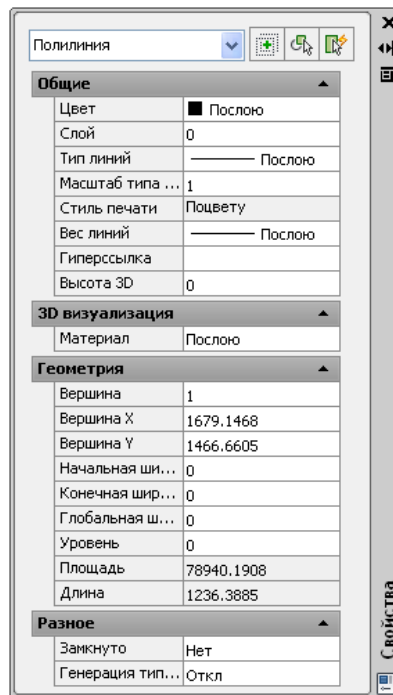 Полилиния
Общие
Цвет Послою
Слой 0
Тип линий Послою
Масштаб типа ... 1
Стиль печати Поцвету
Вес линий Послою
Гиперссылка
Высота 3D 0
3D визуализация
Материал Послою
Геометрия
Вершина 1
Вершина X 1679.1468
Вершина Y 1466.6605
Начальная ши... 0
Конечная шир... 0
Глобальная ш... 0
Уровень 0
Площадь 78940.1908
Длина 1236.3885
Разное
Замкнуто Нет
Генерация тип... Откл
Свойства